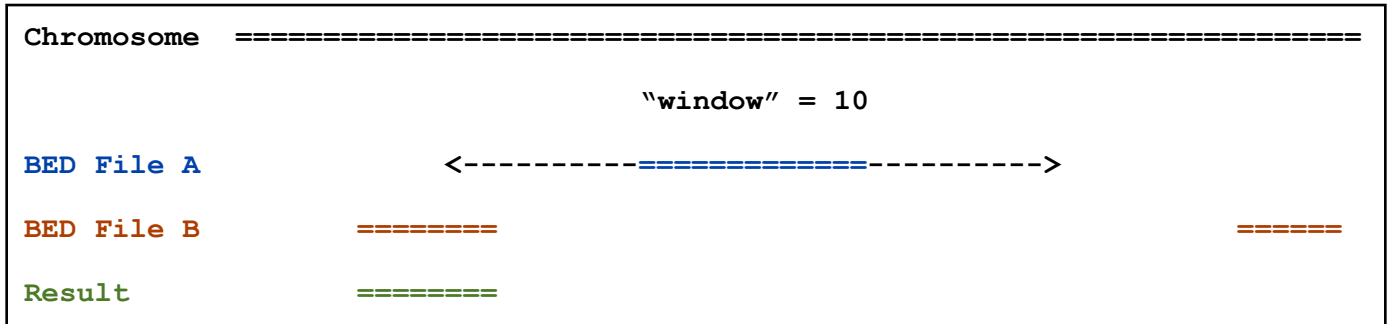 Chromosome ================================================================
“window” = 10
BED File A <----------=============---------->
BED File B ======== ======
Result ========